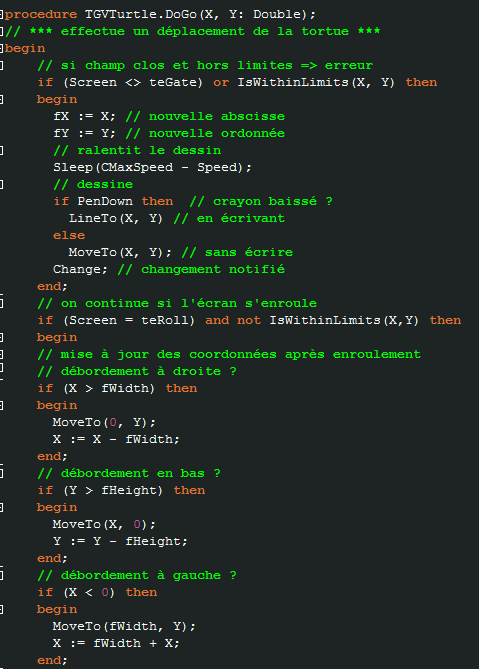 procedure TGVTurtle.DoGo(X, Y: Double);
// *** effectue un déplacement de la tortue ***
begin
// si champ clos et hors limites => erreur
if (Screen <> teGate) or IsWithinLimits(X, Y) then
begin
fX := X; // nouvelle abscisse
fY := Y; // nouvelle ordonnée
// ralentit le dessin
Sleep(CMaxSpeed - Speed);
// dessine
if PenDown then // crayon baissé ?
LineTo(X, Y) // en écrivant
else
MoveTo(X, Y); // sans écrire
Change; // changement notifié
end;
// on continue si l'écran s'enroule
if (Screen = teRoll) and not IsWithinLimits(X,Y) then
begin
// mise à jour des coordonnées après enroulement
// débordement à droite ?
if (X > fWidth) then
begin
MoveTo(0, Y);
X := X - fWidth;
end;
// débordement en bas ?
if (Y > fHeight) then
begin
MoveTo(X, 0);
Y := Y - fHeight;
end;
// débordement à gauche ?
if (X < 0) then
begin
MoveTo(fWidth, Y);
X := fWidth + X;
end;